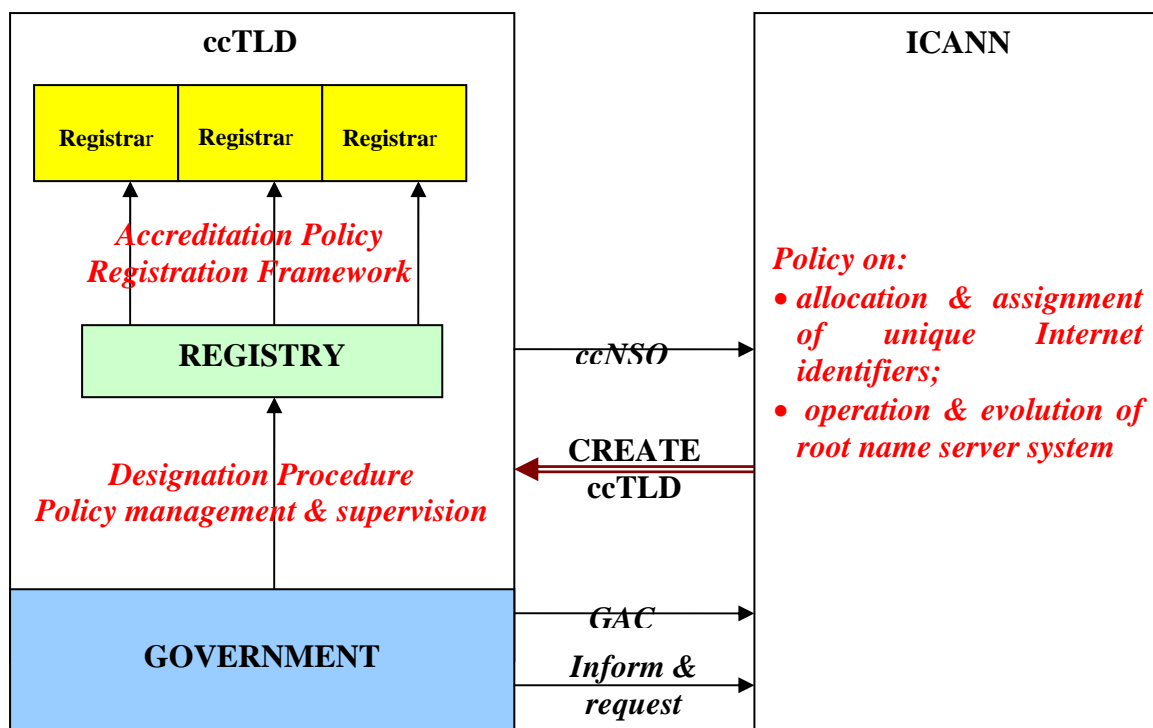 ccTLD
Registrar
Registrar
Registrar
Accreditation Policy
Registration Framework
REGISTRY
Designation Procedure
Policy management & supervision
GOVERNMENT
ccNSO
CREATE
ccTLD
GAC
Inform &
request
ICANN
Policy on:
• allocation & assignment
of unique Internet
identifiers;
• operation & evolution of
root name server system